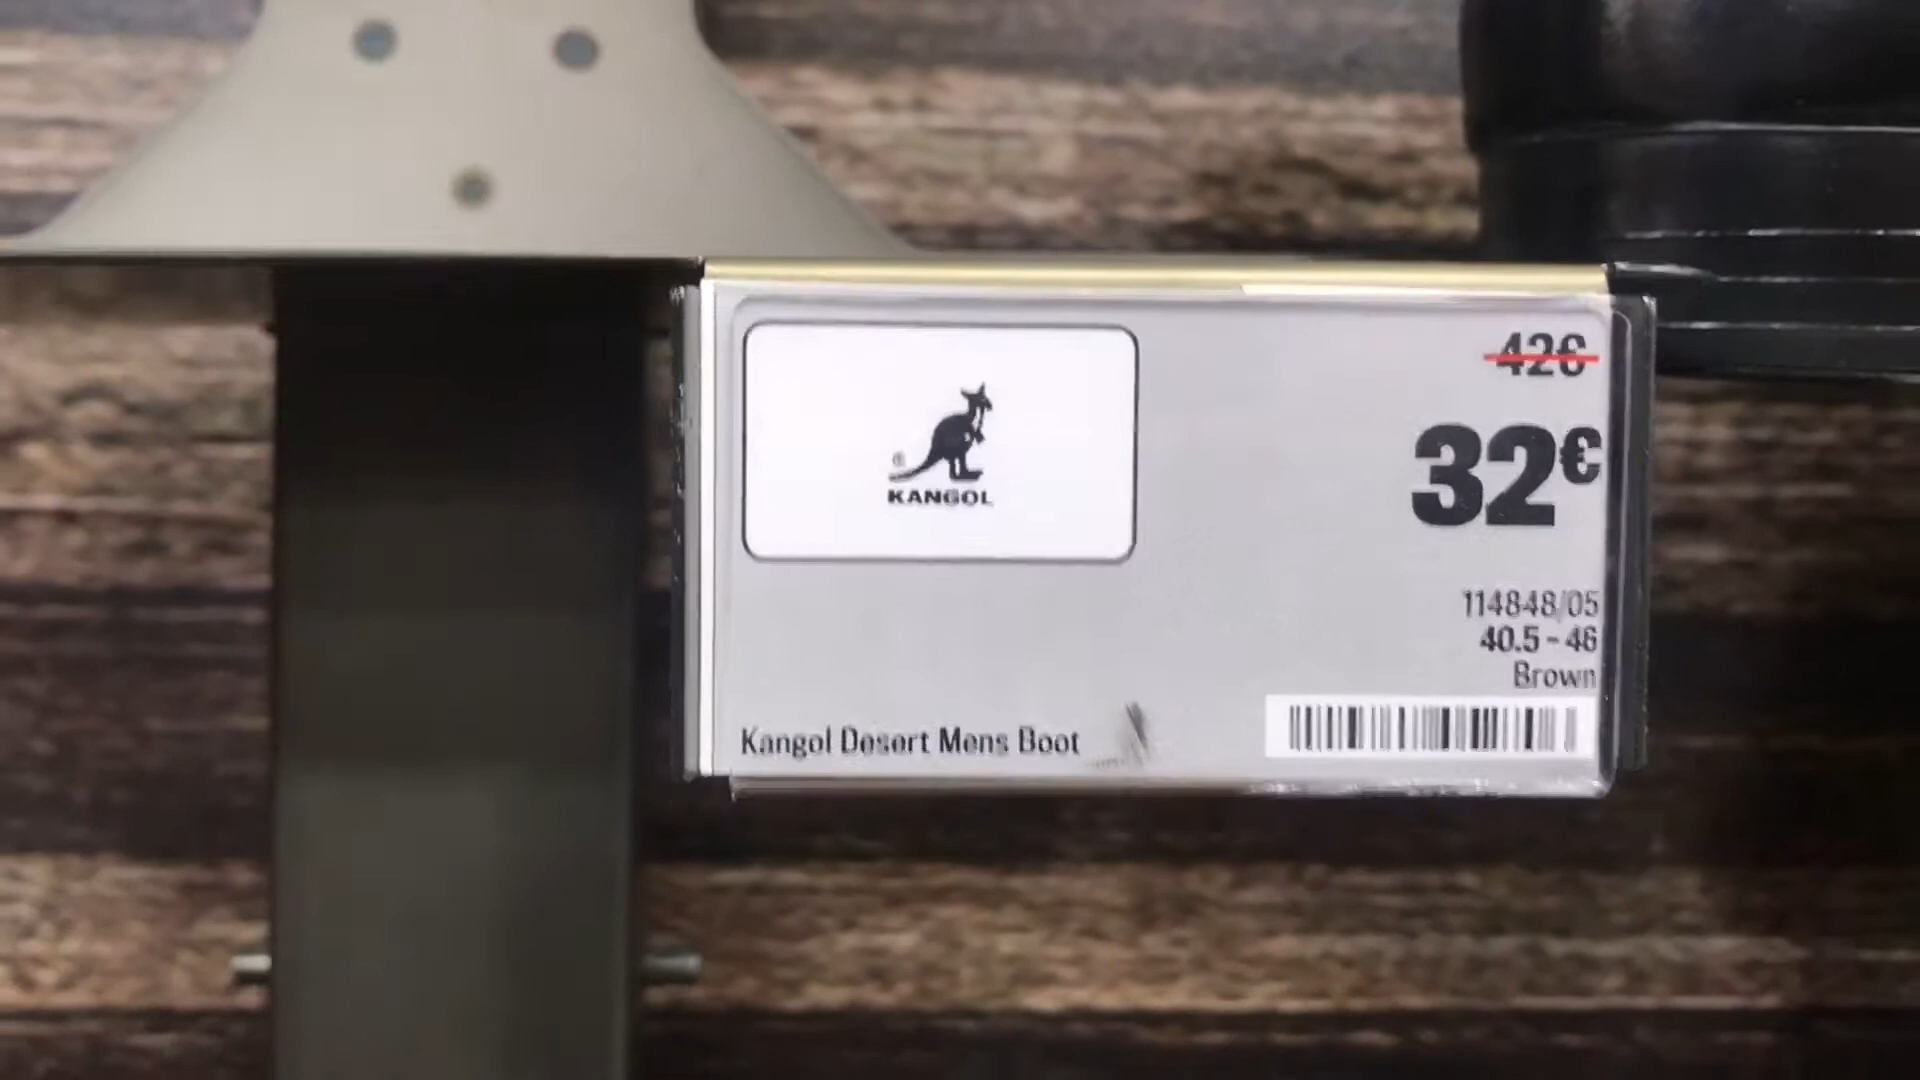 KANGOL
42€
32€
114848/05
40.5 - 46
Brown
Kangol Desert Mens Boot